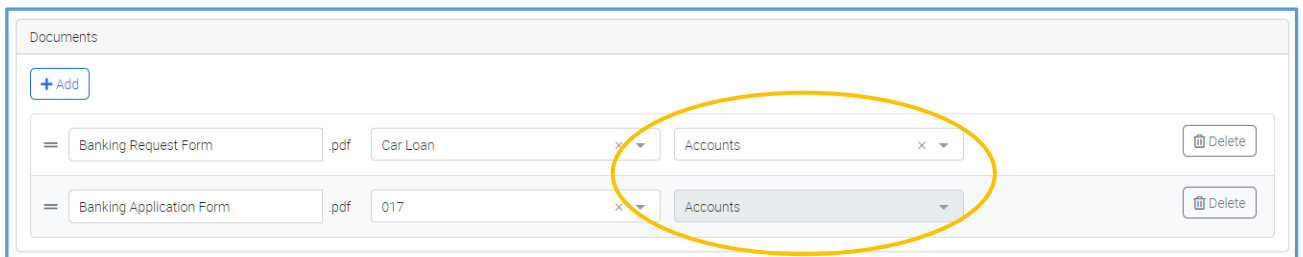 Documents
+ Add
Banking Request Form .pdf Car Loan × Accounts × Delete
Banking Application Form .pdf 017 × Accounts Delete